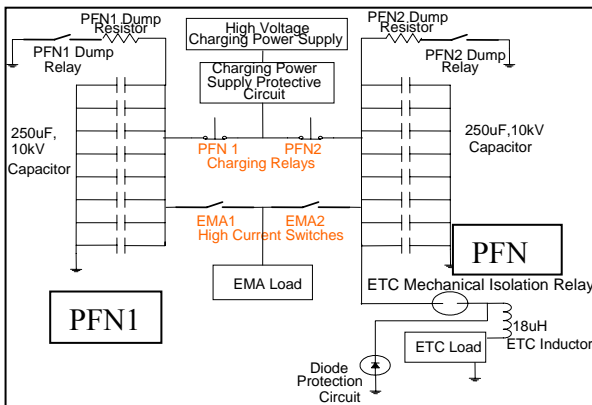 PFN1 Dump
Resistor
PFN1 Dump
Relay
High Voltage
Charging Power Supply
PFN2 Dump
Resistor
PFN2 Dump
Relay
Charging Power
Supply Protective
Circuit
250uF,
10kV
Capacitor
250uF,10kV
Capacitor
PFN 1
PFN2
Charging Relays
EMA1
EMA2
High Current Switches
EMA Load
PFN
PFN1
ETC Mechanical Isolation Relay
18uH
ETC Inductor
ETC Load
Diode
Protection
Circuit